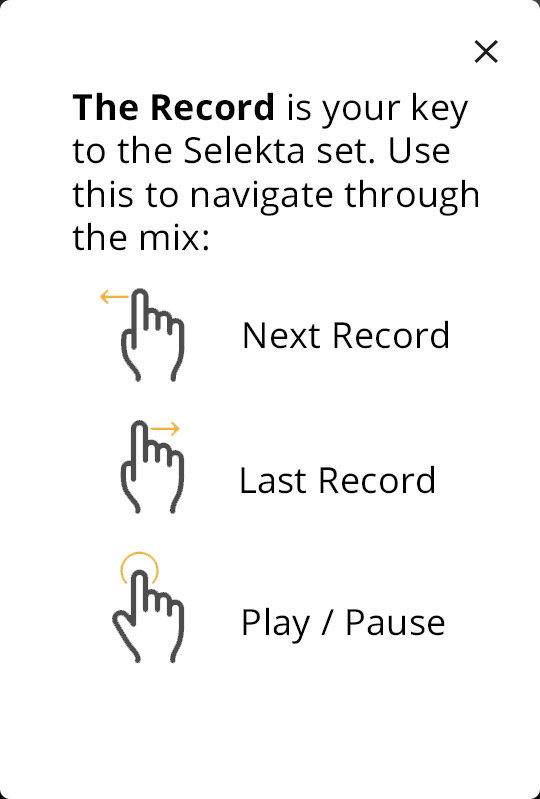 The Record is your key
to the Selekta set. Use
this to navigate through
the mix:
Next Record
Last Record
Play / Pause